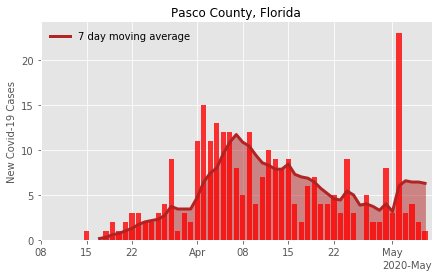 Pasco County, Florida
7 day moving average
New Covid-19 Cases
20
15
10
5
0
08 15 22 Apr 08 15 22 May
2020-May